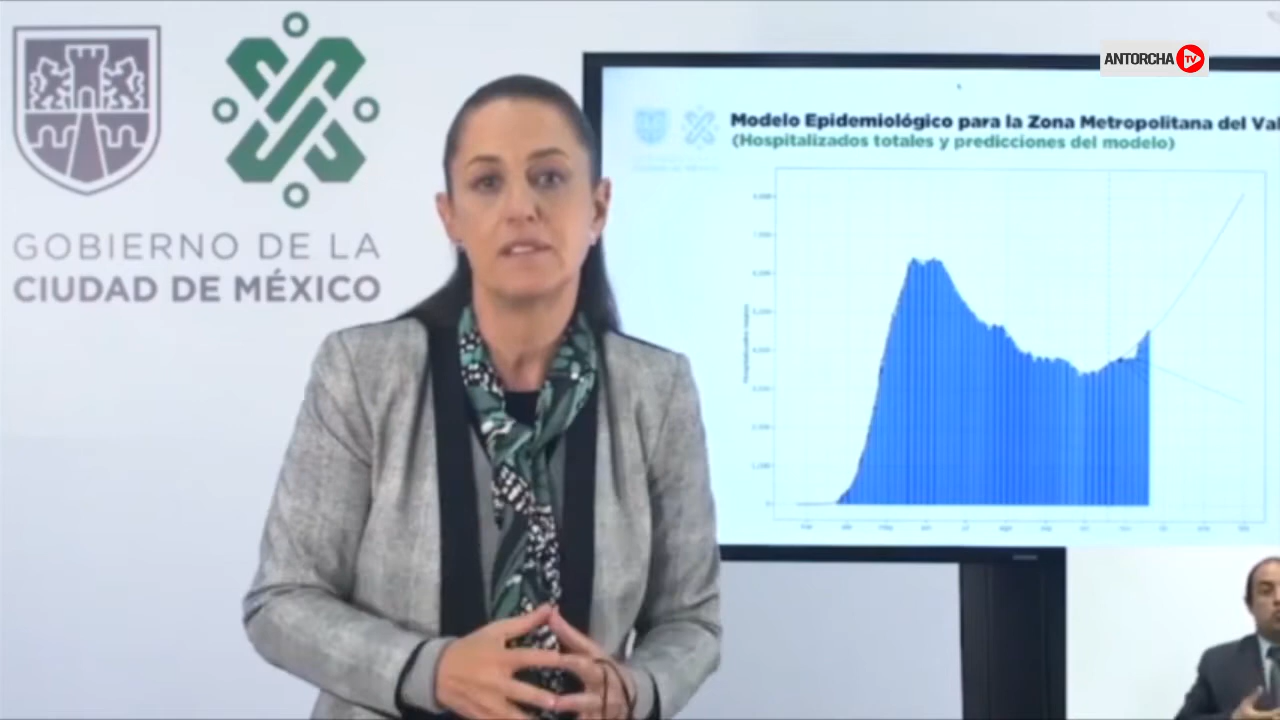 GOBIERNO DE LA
CIUDAD DE MÉXICO
ANTORCHA
TV
Modelo Epidemiológico para la Zona Metropolitana del Val
(Hospitalizados totales y predicciones del modelo)